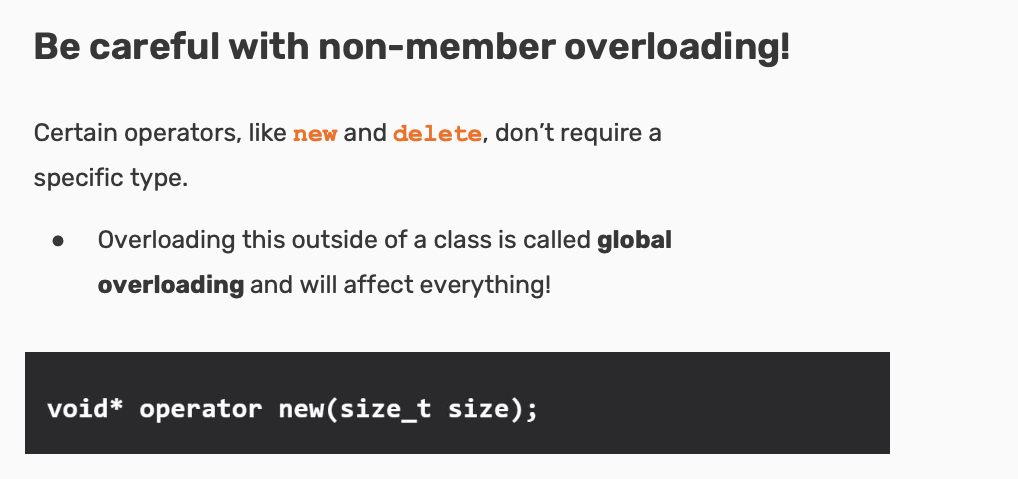 Be careful with non-member overloading!
Certain operators, like new and delete, don’t require a
specific type.
● Overloading this outside of a class is called global
overloading and will affect everything!
void* operator new(size_t size);